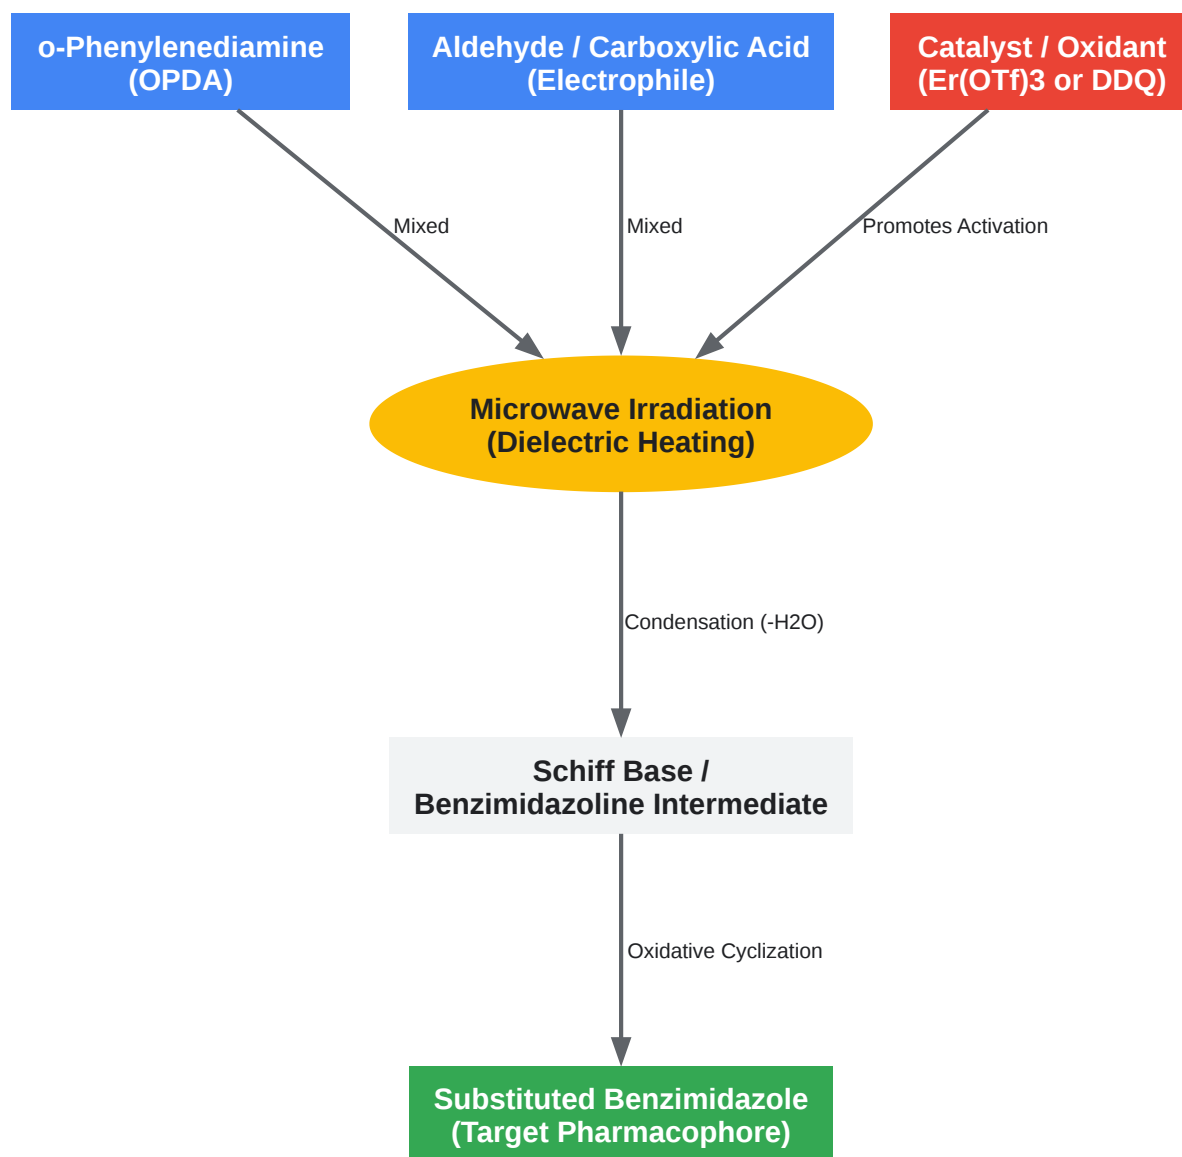 o-Phenylenediamine
(OPDA)
Aldehyde / Carboxylic Acid
(Electrophile)
Catalyst / Oxidant
(Er(OTf)3 or DDQ)
Mixed
Mixed
Promotes Activation
Microwave Irradiation
(Dielectric Heating)
Condensation (-H2O)
Schiff Base /
Benzimidazoline Intermediate
Oxidative Cyclization
Substituted Benzimidazole
(Target Pharmacophore)